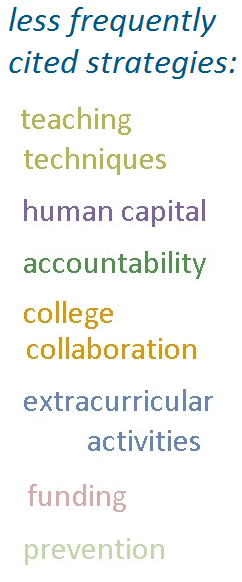 less frequently
cited strategies:
teaching
techniques
human capital
accountability
college
collaboration
extracurricular
activities
funding
prevention